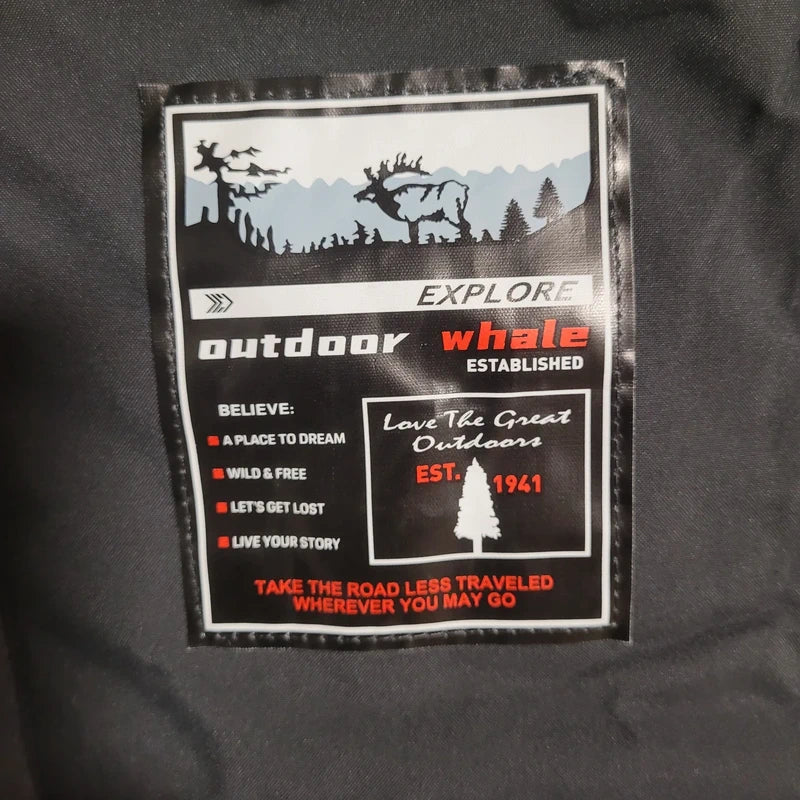 EXPLORE
outdoor whale
ESTABLISHED
BELIEVE:
A PLACE TO DREAM
WILD & FREE
LET'S GET LOST
LIVE YOUR STORY
Love The Great
Outdoors
EST. 1941
TAKE THE ROAD LESS TRAVELED
WHEREVER YOU MAY GO